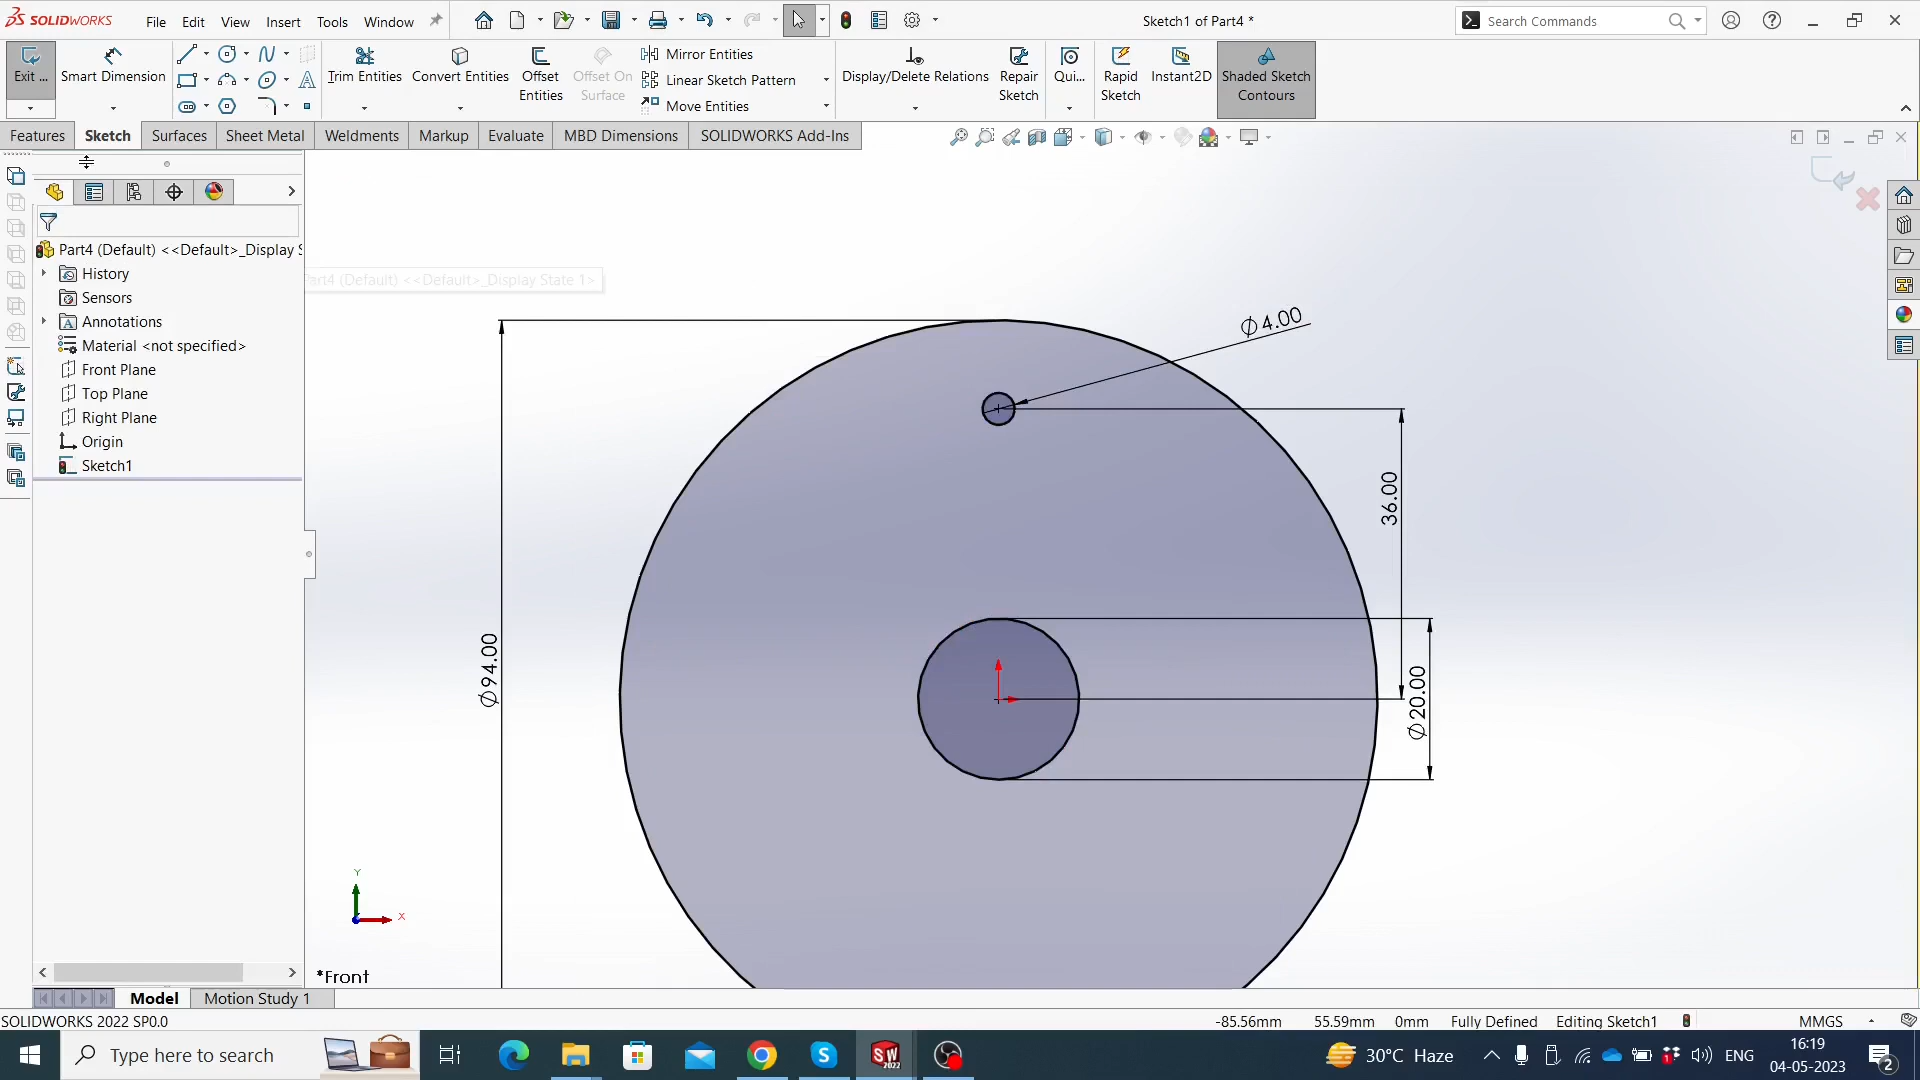 SOLIDWORKS File Edit View Insert Tools Window Sketch1 of Part4 * Search Commands
Exit ... Smart Dimension Trim Entities Convert Entities Offset Entities Offset On Surface Mirror Entities Display/Delete Relations Repair Sketch Qui... Rapid Sketch Instant2D Shaded Sketch Contours
Linear Sketch Pattern
Move Entities
Features Sketch Surfaces Sheet Metal Weldments Markup Evaluate MBD Dimensions SOLIDWORKS Add-Ins
Part4 (Default) <<Default>_Display S
History
Part4 (Default) <<Default>_Display State 1>
Sensors
Annotations
Material <not specified>
Front Plane
Top Plane
Right Plane
Origin
Sketch1
∅4.00
36.00
∅94.00
∅20.00
Y
X
*Front
Model Motion Study 1
SOLIDWORKS 2022 SP0.0 -85.56mm 55.59mm 0mm Fully Defined Editing Sketch1 MMGS
Type here to search SW 2022 30°C Haze ENG 16:19
04-05-2023 2